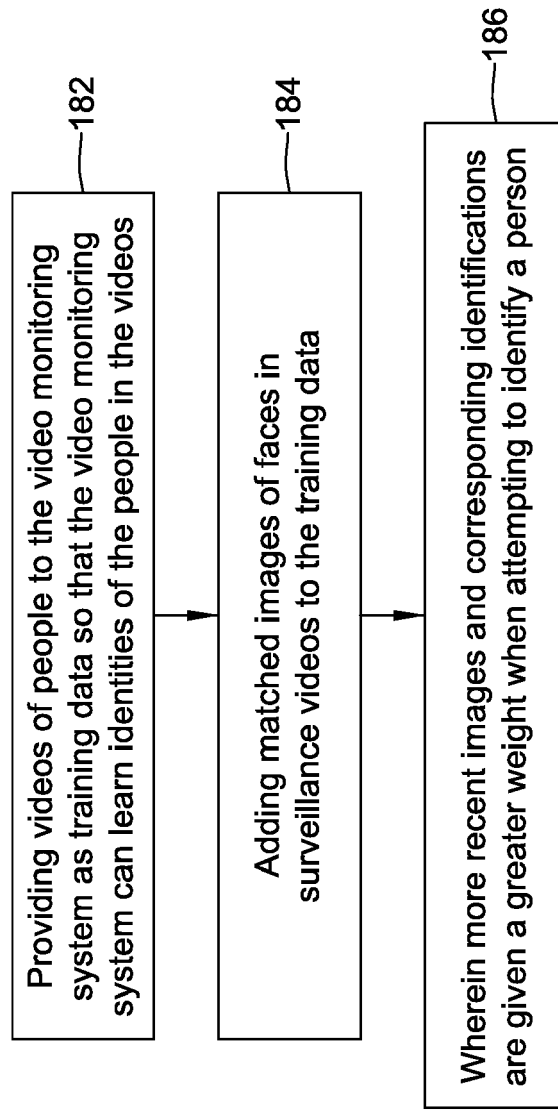 Providing videos of people to the video monitoring
system as training data so that the video monitoring
system can learn identities of the people in the videos
182
Adding matched images of faces in
surveillance videos to the training data
184
Wherein more recent images and corresponding identifications
are given a greater weight when attempting to identify a person
186